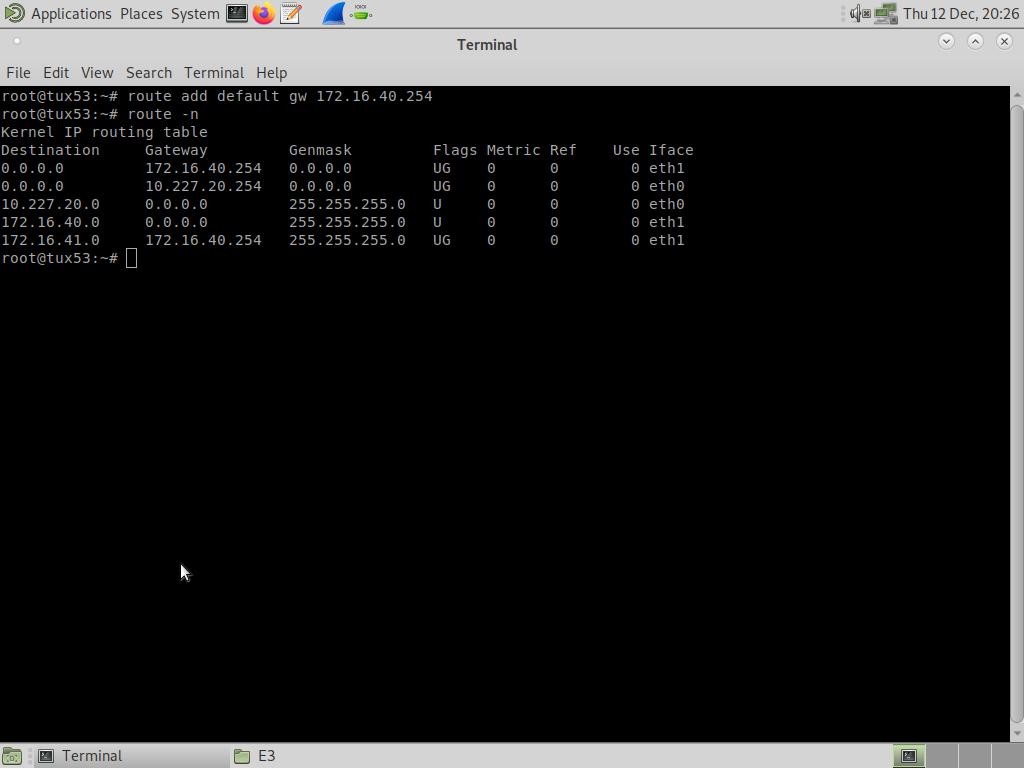 Applications Places System Thu 12 Dec, 20:26
Terminal
File Edit View Search Terminal Help
root@tux53:~# route add default gw 172.16.40.254
root@tux53:~# route -n
Kernel IP routing table
Destination     Gateway         Genmask         Flags Metric Ref    Use Iface
0.0.0.0         172.16.40.254   0.0.0.0         UG    0      0        0 eth1
0.0.0.0         10.227.20.254   0.0.0.0         UG    0      0        0 eth0
10.227.20.0     0.0.0.0         255.255.255.0   U     0      0        0 eth0
172.16.40.0     0.0.0.0         255.255.255.0   U     0      0        0 eth1
172.16.41.0     172.16.40.254   255.255.255.0   UG    0      0        0 eth1
root@tux53:~#
Terminal E3